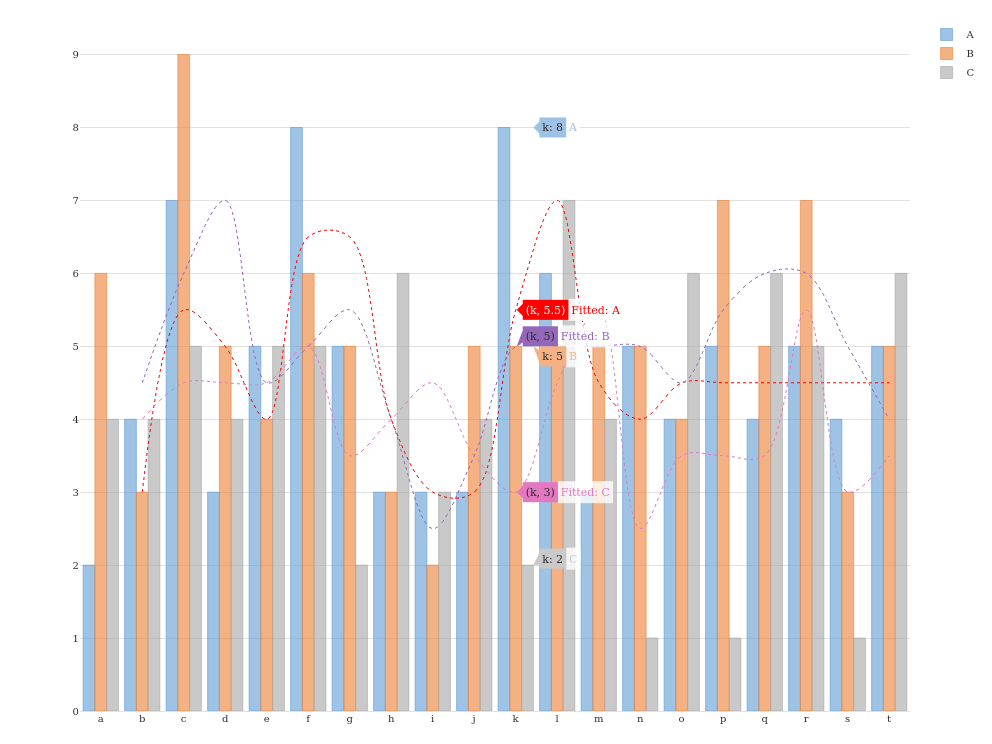 A
B
C
9
8
7
6
5
4
3
2
1
0
k: 8 A
(k, 5.5) Fitted: A
(k, 5) Fitted: B
k: 5 B
(k, 3) Fitted: C
k: 2 C
a b c d e f g h i j k l m n o p q r s t